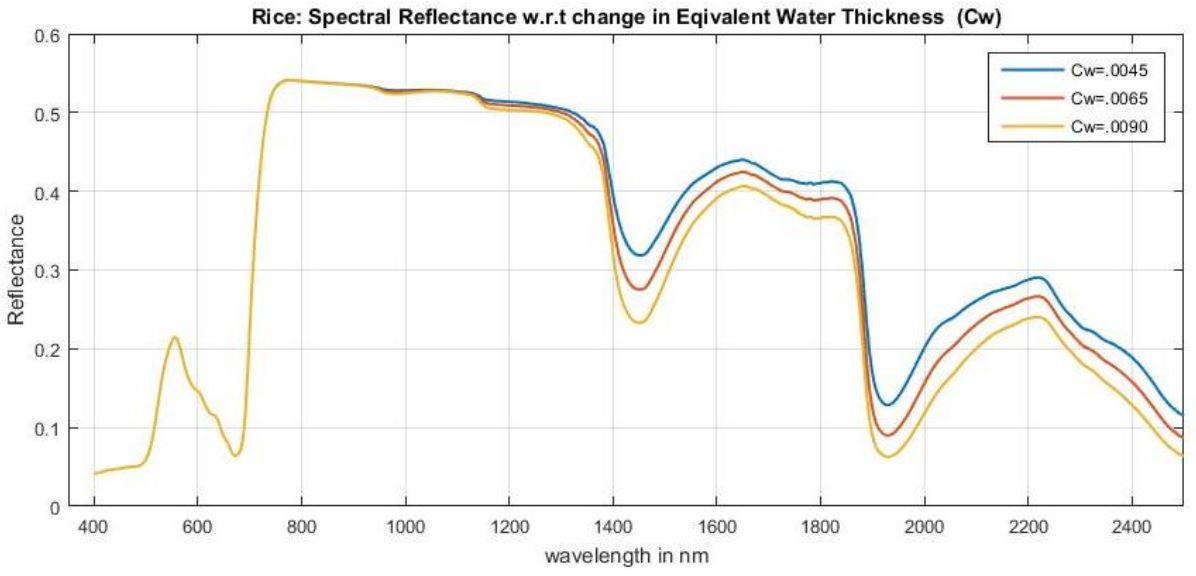 Rice: Spectral Reflectance w.r.t change in Eqivalent Water Thickness (Cw)
0.6
0.5
0.4
0.3
0.2
0.1
0
Reflectance
Cw=.0045
Cw=.0065
Cw=.0090
400 600 800 1000 1200 1400 1600 1800 2000 2200 2400
wavelength in nm